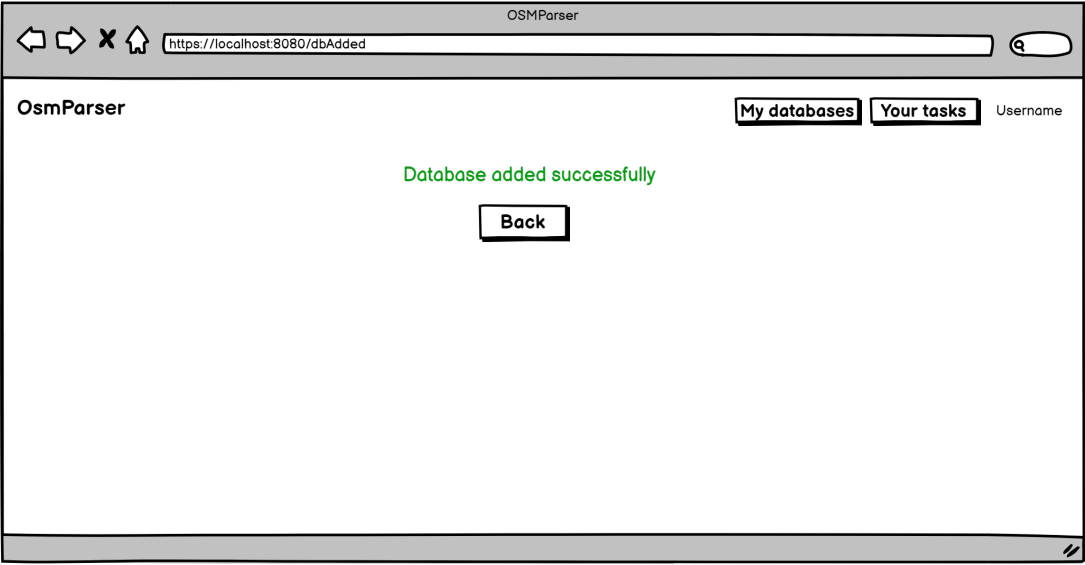 OSMParser
https://localhost:8080/dbAdded
OsmParser
My databases
Your tasks
Username
Database added successfully
Back